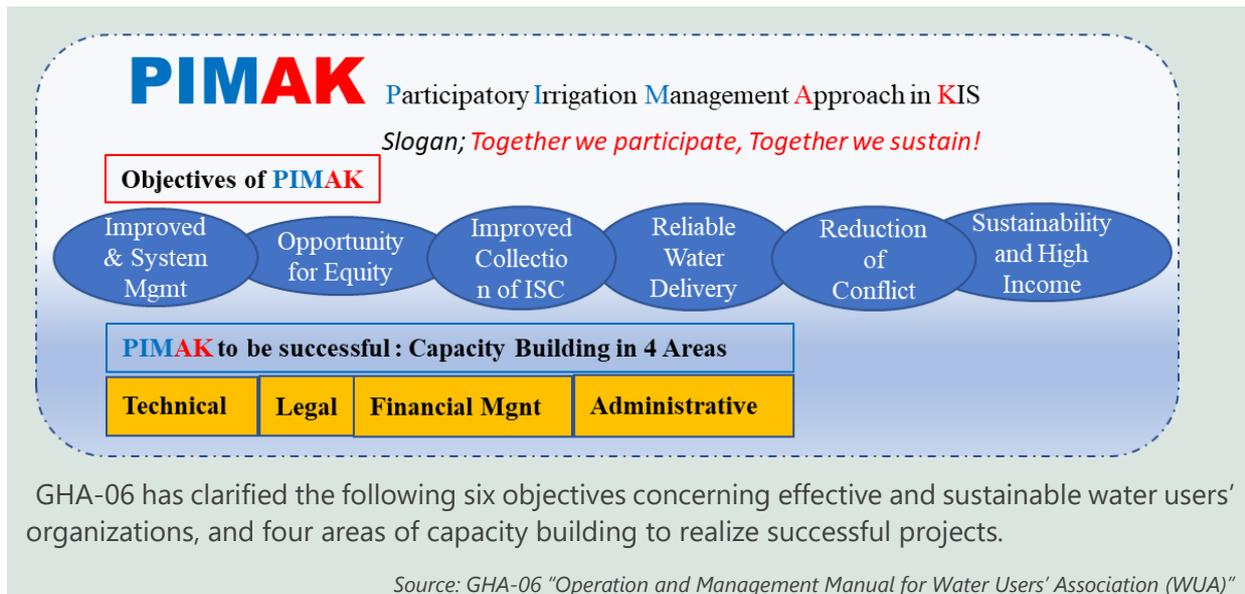 PIMAK Participatory Irrigation Management Approach in KIS
Slogan; Together we participate, Together we sustain!
Objectives of PIMAK
Improved
& System
Mgmt
Opportunity
for Equity
Improved
Collectio
n of ISC
Reliable
Water
Delivery
Reduction
of
Conflict
Sustainability
and High
Income
PIMAK to be successful : Capacity Building in 4 Areas
Technical
Legal
Financial Mgnt
Administrative
GHA-06 has clarified the following six objectives concerning effective and sustainable water users’
organizations, and four areas of capacity building to realize successful projects.
Source: GHA-06 “Operation and Management Manual for Water Users’ Association (WUA)”